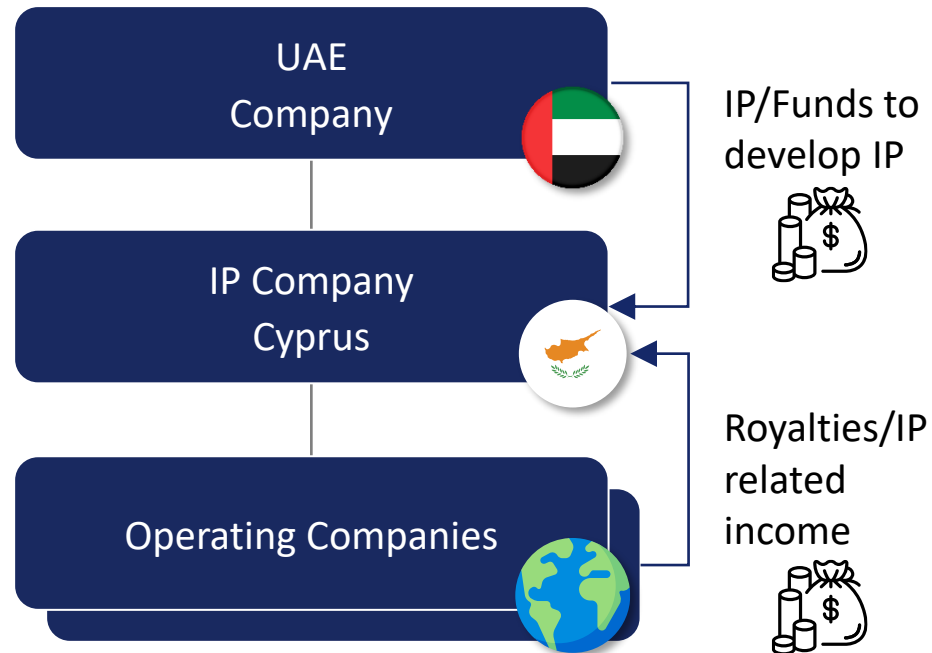 UAE
Company
IP/Funds to
develop IP
$
IP Company
Cyprus
Royalties/IP
related
income
$
Operating Companies